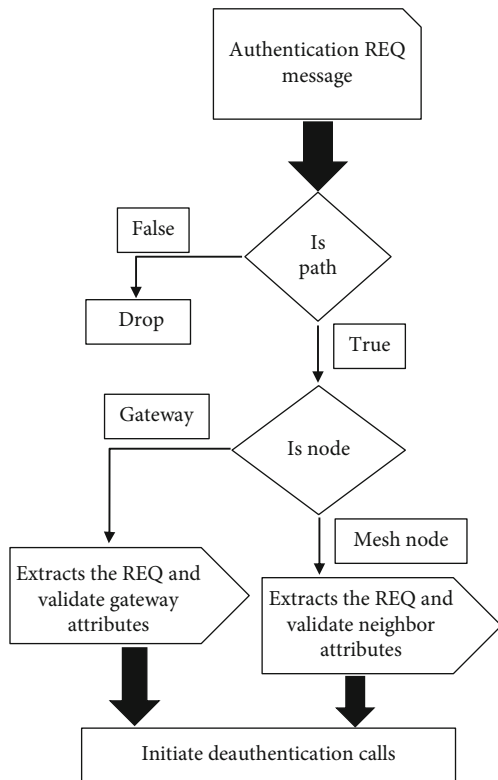 Authentication REQ
message
False
Is
path
Drop
True
Gateway
Is node
Mesh node
Extracts the REQ and
validate gateway
attributes
Extracts the REQ and
validate neighbor
attributes
Initiate deauthentication calls